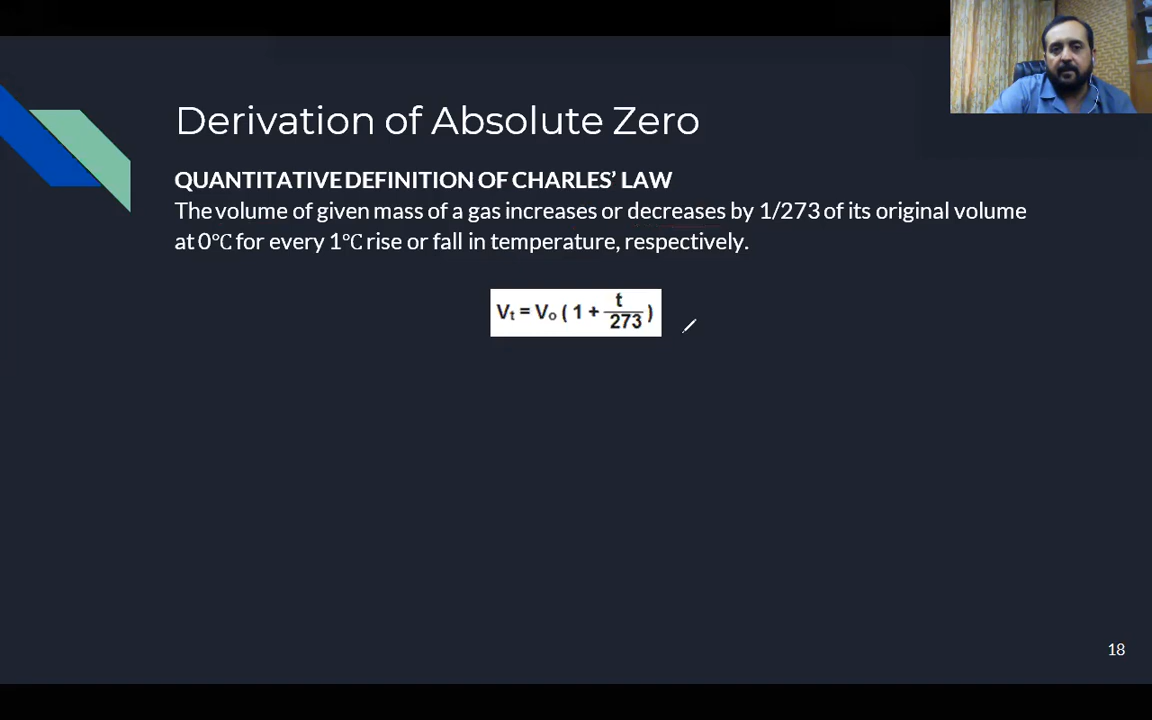 Derivation of Absolute Zero
QUANTITATIVE DEFINITION OF CHARLES’ LAW
The volume of given mass of a gas increases or decreases by 1/273 of its original volume
at 0℃ for every 1℃ rise or fall in temperature, respectively.
Vt = Vo ( 1 + t/273 )
18